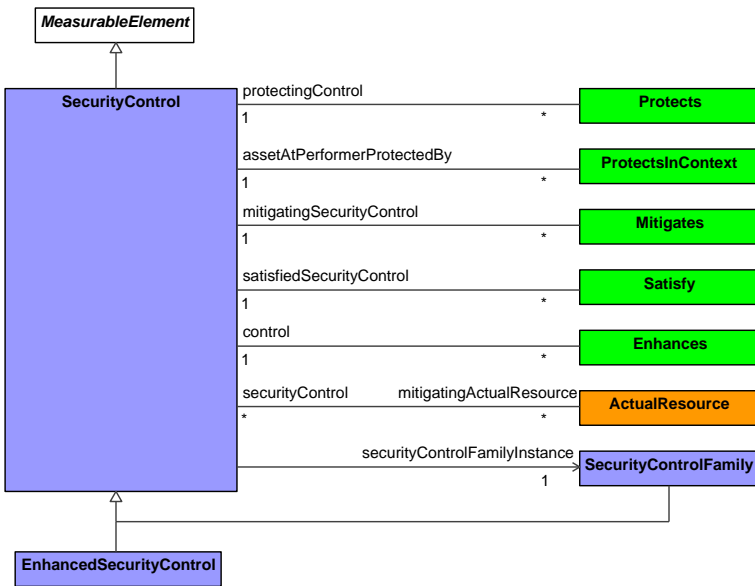 MeasurableElement
SecurityControl
protectingControl
1 *
Protects
assetAtPerformerProtectedBy
1 *
ProtectsInContext
mitigatingSecurityControl
1 *
Mitigates
satisfiedSecurityControl
1 *
Satisfy
control
1 *
Enhances
securityControl mitigatingActualResource
* *
ActualResource
securityControlFamilyInstance
1
SecurityControlFamily
EnhancedSecurityControl